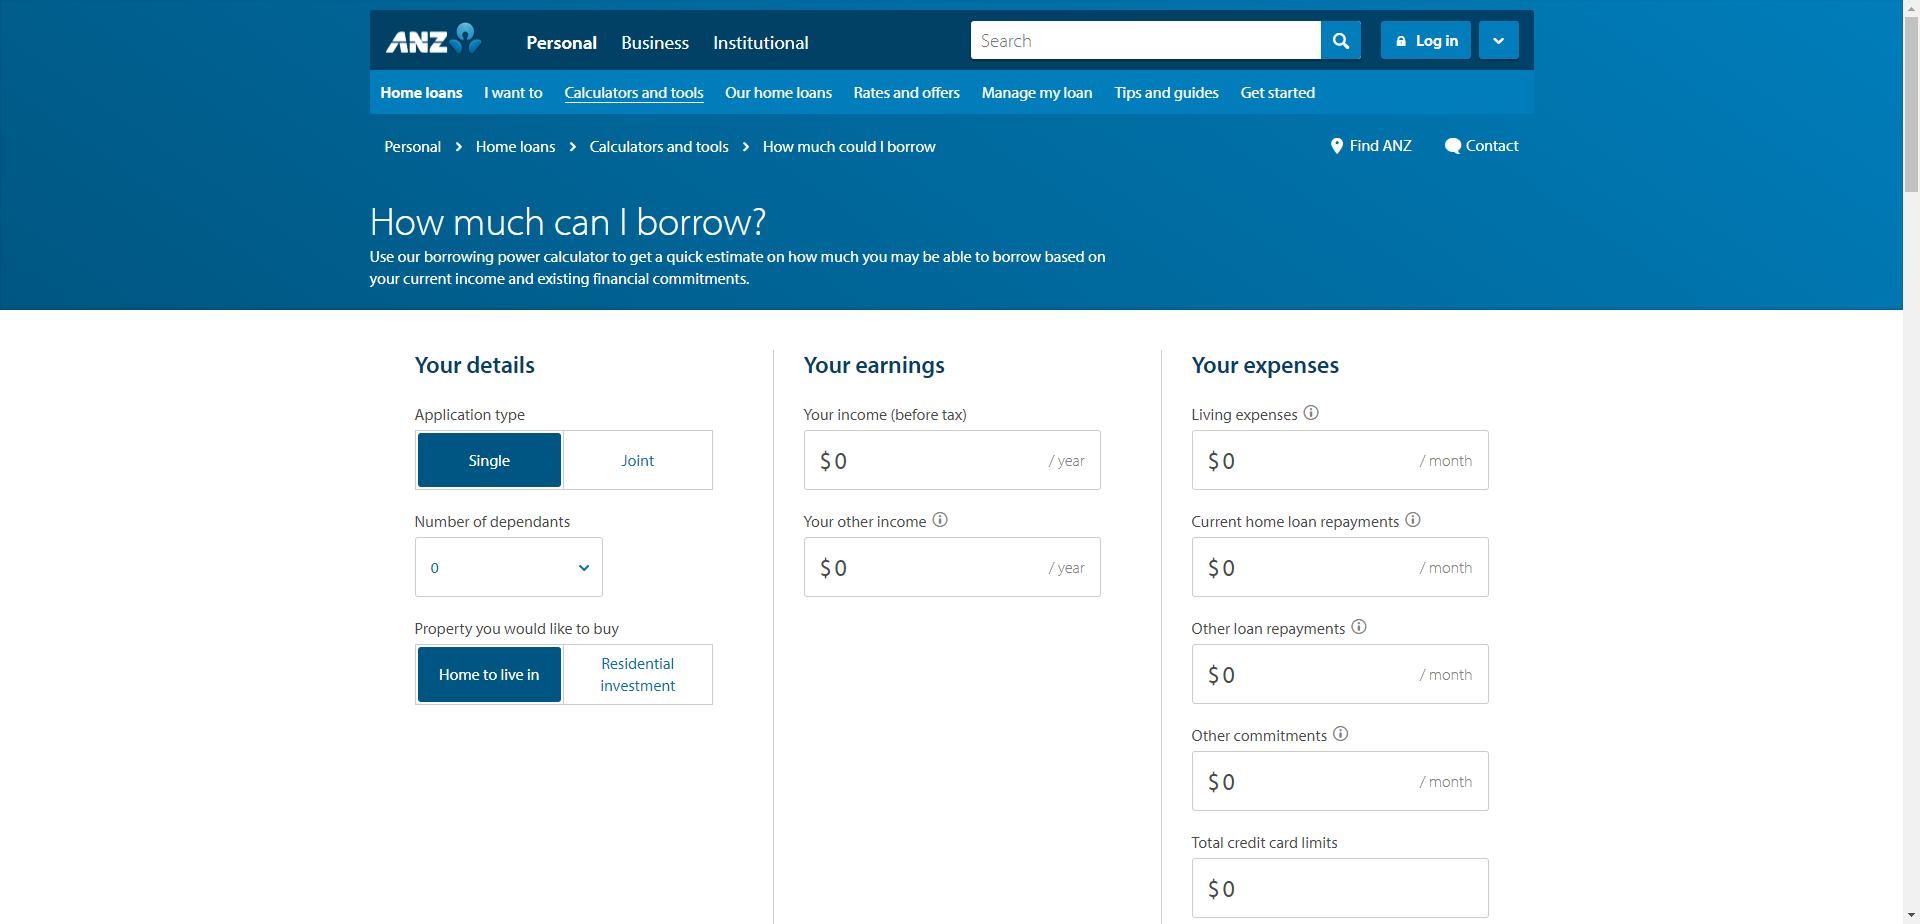 ANZ
Personal Business Institutional
Search
Log in
Home loans I want to Calculators and tools Our home loans Rates and offers Manage my loan Tips and guides Get started
Personal Home loans Calculators and tools How much could I borrow
Find ANZ Contact
How much can I borrow?
Use our borrowing power calculator to get a quick estimate on how much you may be able to borrow based on
your current income and existing financial commitments.
Your details
Application type
Single Joint
Number of dependants
0
Property you would like to buy
Home to live in
Residential
investment
Your earnings
Your income (before tax)
$0 / year
Your other income
$0 / year
Your expenses
Living expenses
$0 / month
Current home loan repayments
$0 / month
Other loan repayments
$0 / month
Other commitments
$0 / month
Total credit card limits
$0